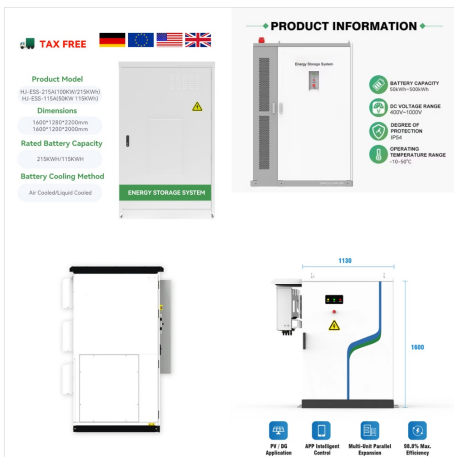 TAX FREE
Product Model
HJ-ESS-215A(100KW/215KWH)
HJ-ESS-115A(50KW 115KWH)
Dimensions
1600*1280*2200mm
1600*1200*2000mm
Rated Battery Capacity
215KWH/115KWH
Battery Cooling Method
Air Cooled/Liquid Cooled
ENERGY STORAGE SYSTEM
PRODUCT INFORMATION
Energy Storage System
BATTERY CAPACITY
50kWh~500kWh
DC VOLTAGE RANGE
400V~1000V
DEGREE OF
PROTECTION
IP54
OPERATING
TEMPERATURE RANGE
-10~50℃
1130
1600
PV / DG
Application
APP Intelligent
Control
Multi-Unit Parallel
Expansion
98.8% Max.
Efficiency